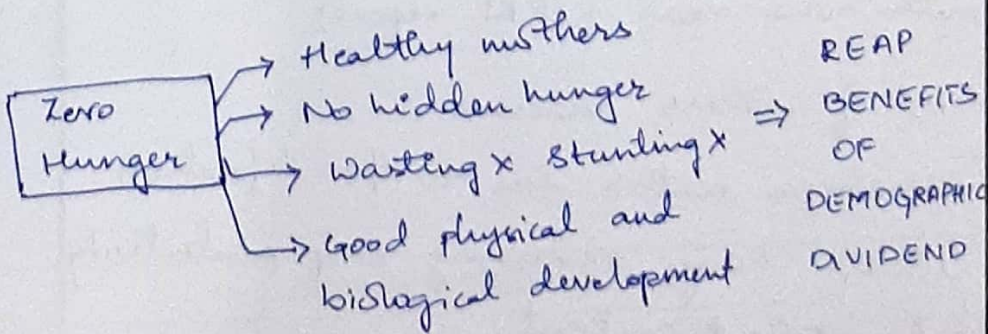 Zero
Hunger
→ Healthy mothers
→ No hidden hunger
→ Wasting x Stunting x
→ Good physical and
biological development
⇒
REAP
BENEFITS
OF
DEMOGRAPHIC
DIVIDEND